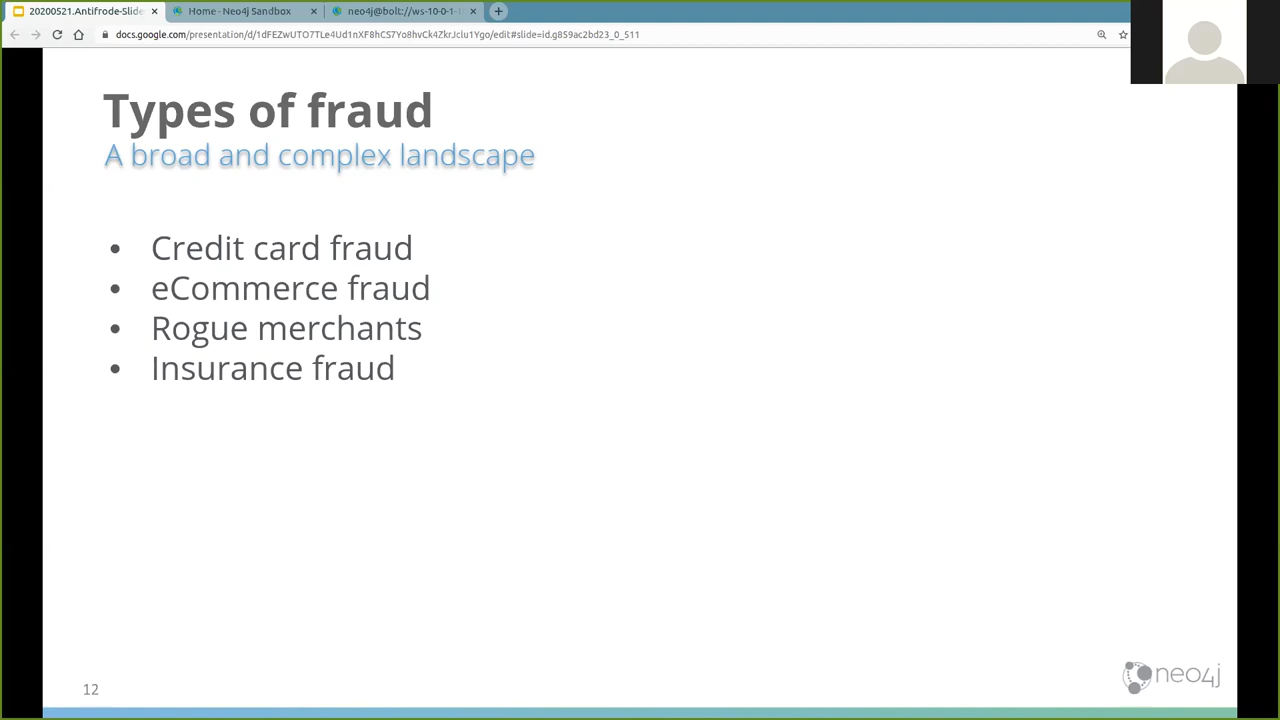 20200521.Antifrode-Slide
Home - Neo4j Sandbox
neo4j@bolt://ws-10-0-1-1
docs.google.com/presentation/d/1dFEZwUTO7TLe4Ud1nXF8hCS7Yo8hvCk4ZkrJclu1Ygo/edit#slide=id.g859ac2bd23_0_511
Types of fraud
A broad and complex landscape
• Credit card fraud
• eCommerce fraud
• Rogue merchants
• Insurance fraud
12
neo4j